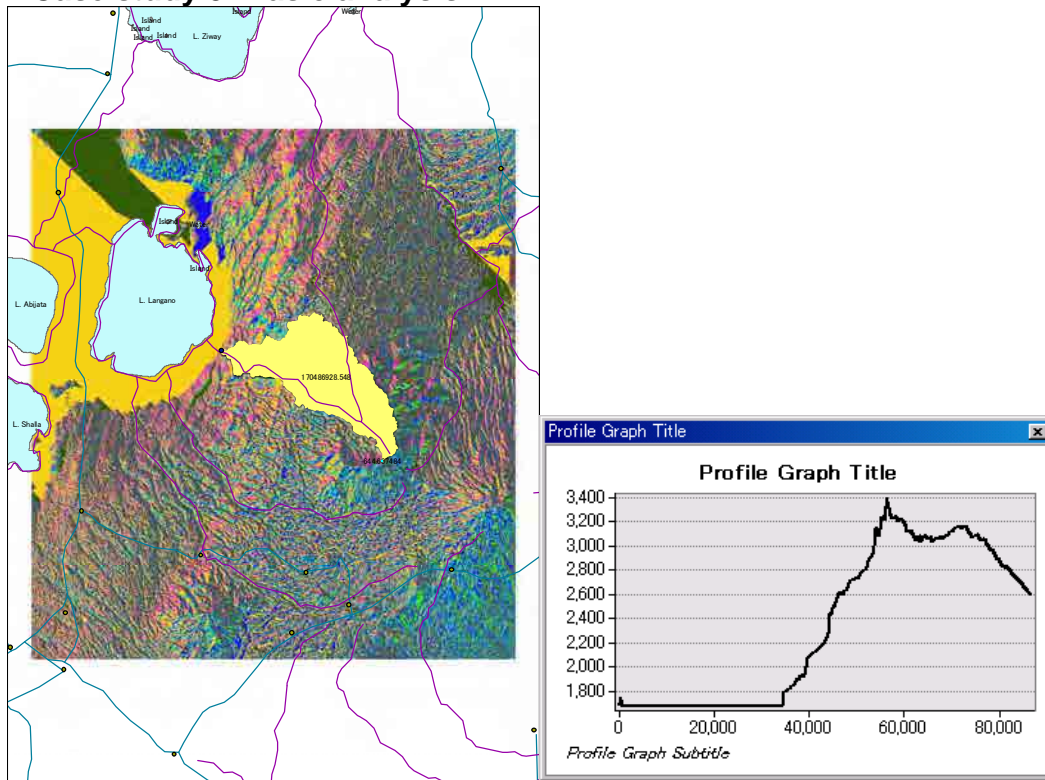 Island
Island
Water
Island
Island
Island
L. Ziway
Island
Island
L. Abijata
L. Langano
170486928.548
L. Shalla
Profile Graph Title
Profile Graph Title
3,400
3,200
3,000
2,800
2,600
2,400
2,200
2,000
1,800
0
20,000
40,000
60,000
80,000
Profile Graph Subtitle